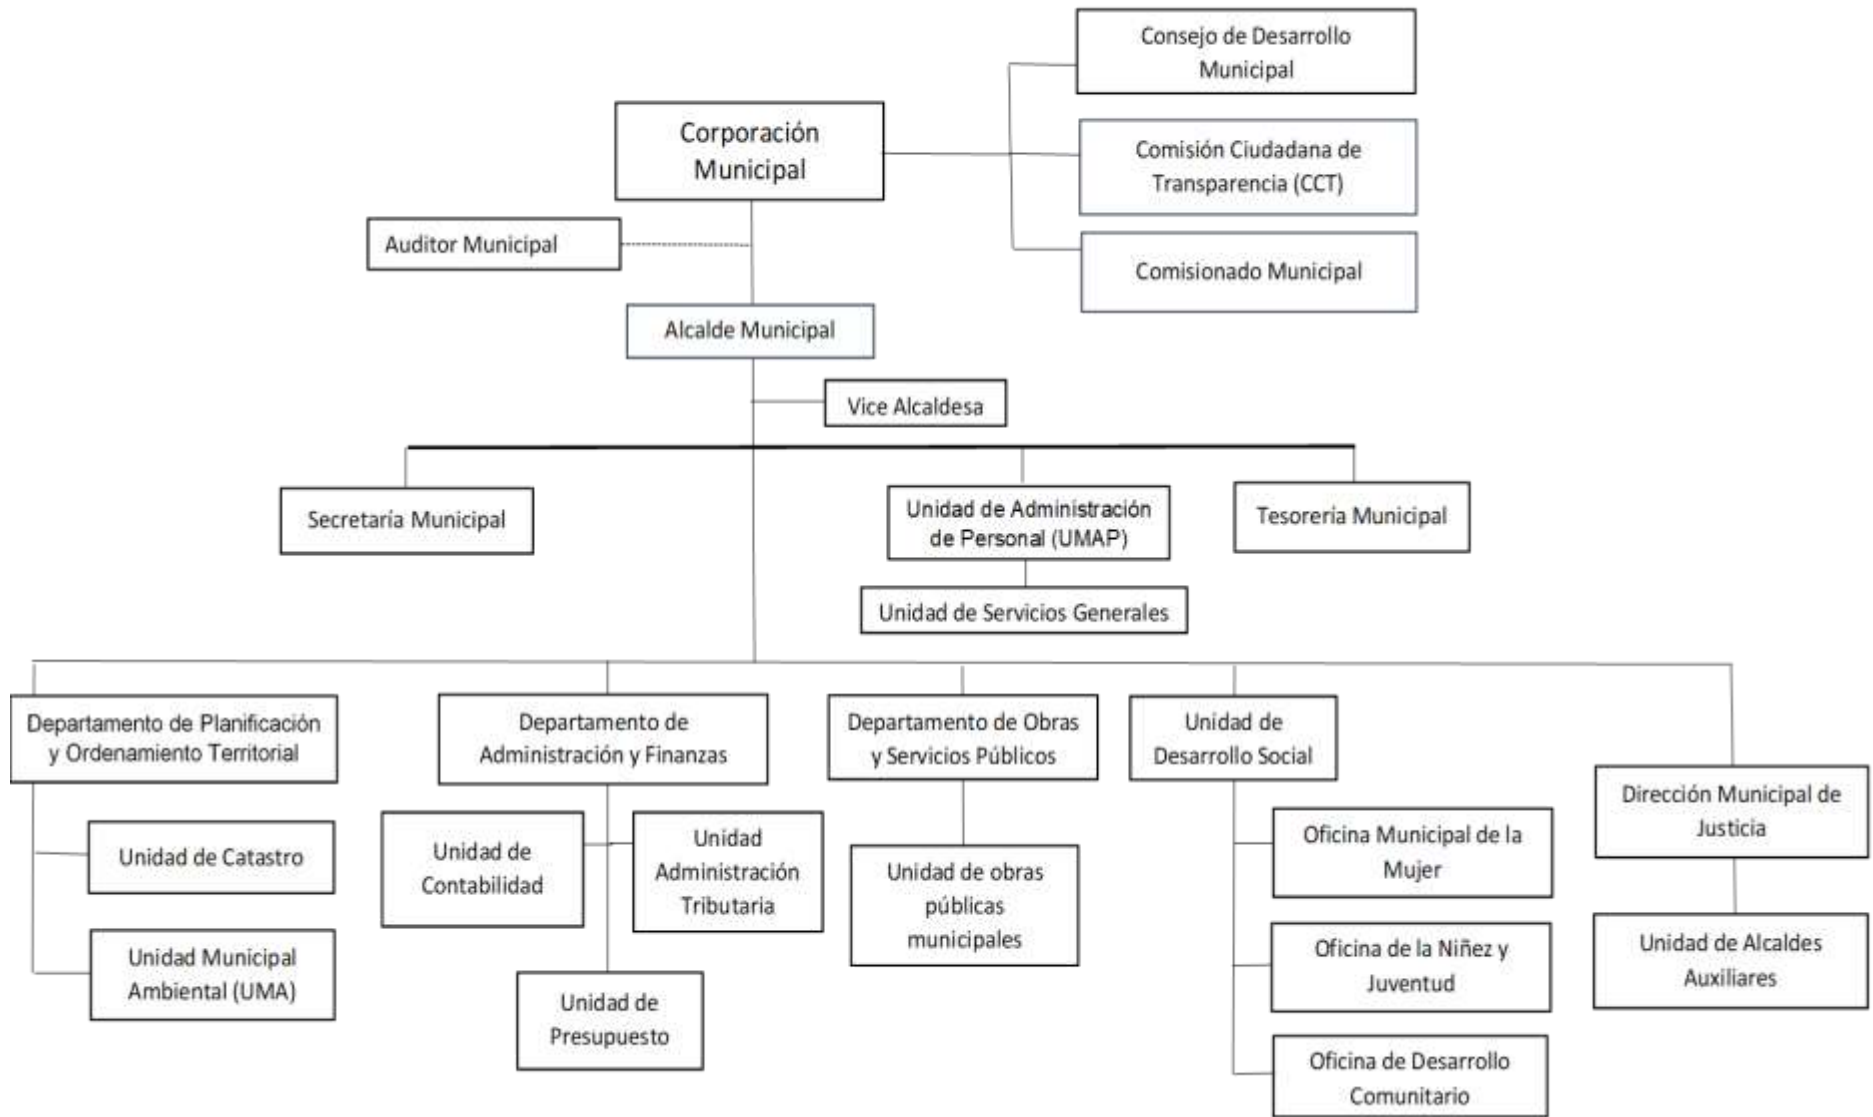 Consejo de Desarrollo
Municipal
Corporación
Municipal
Comisión Ciudadana de
Transparencia (CCT)
Auditor Municipal
Comisionado Municipal
Alcalde Municipal
Vice Alcaldesa
Secretaría Municipal
Unidad de Administración
de Personal (UMAP)
Tesorería Municipal
Unidad de Servicios Generales
Departamento de Planificación
y Ordenamiento Territorial
Departamento de
Administración y Finanzas
Departamento de Obras
y Servicios Públicos
Unidad de
Desarrollo Social
Dirección Municipal de
Justicia
Unidad de Catastro
Unidad de
Contabilidad
Unidad
Administración
Tributaria
Unidad de obras
públicas
municipales
Oficina Municipal de la
Mujer
Unidad Municipal
Ambiental (UMA)
Unidad de
Presupuesto
Oficina de la Niñez y
Juventud
Unidad de Alcaldes
Auxiliares
Oficina de Desarrollo
Comunitario